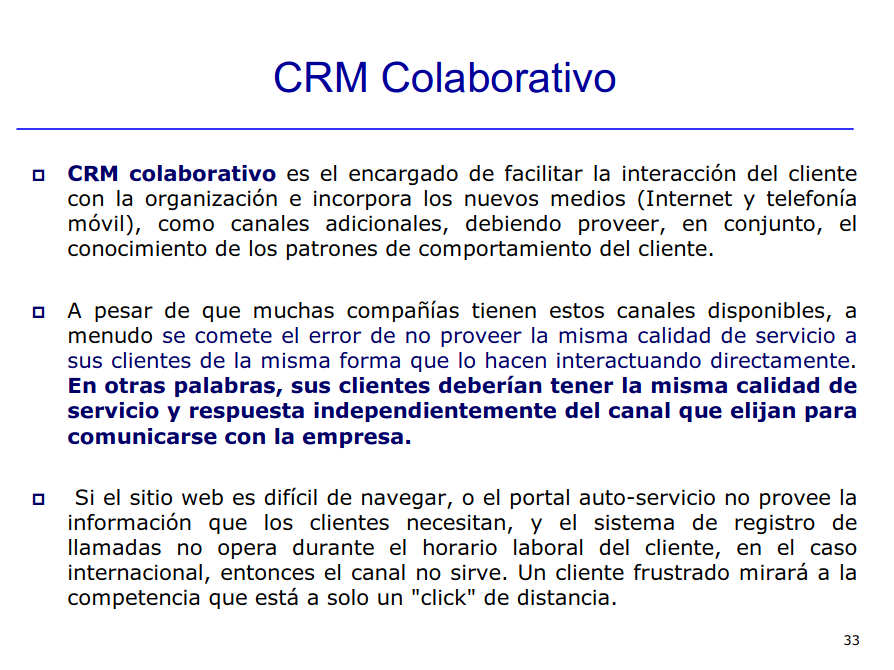 CRM Colaborativo
CRM colaborativo es el encargado de facilitar la interacción del cliente
con la organización e incorpora los nuevos medios (Internet y telefonía
móvil), como canales adicionales, debiendo proveer, en conjunto, el
conocimiento de los patrones de comportamiento del cliente.
A pesar de que muchas compañías tienen estos canales disponibles, a
menudo se comete el error de no proveer la misma calidad de servicio a
sus clientes de la misma forma que lo hacen interactuando directamente.
En otras palabras, sus clientes deberían tener la misma calidad de
servicio y respuesta independientemente del canal que elijan para
comunicarse con la empresa.
Si el sitio web es difícil de navegar, o el portal auto-servicio no provee la
información que los clientes necesitan, y el sistema de registro de
llamadas no opera durante el horario laboral del cliente, en el caso
internacional, entonces el canal no sirve. Un cliente frustrado mirará a la
competencia que está a solo un "click" de distancia.
33